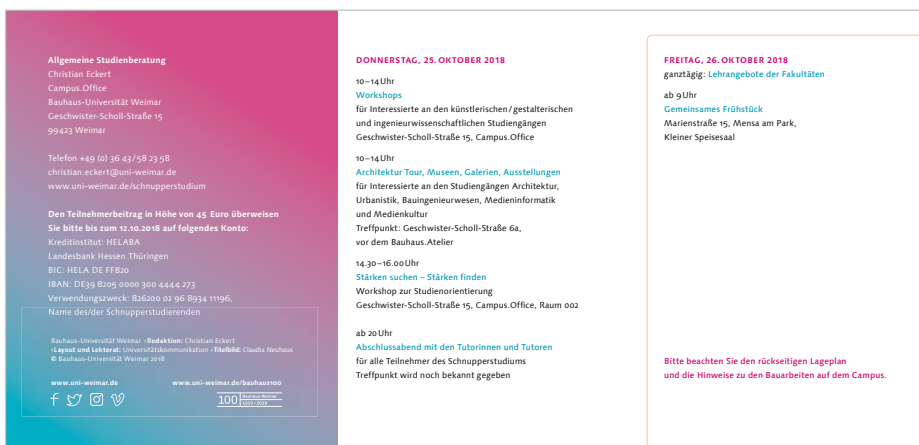 Allgemeine Studienberatung
Christian Eckert
Campus.Office
Bauhaus-Universität Weimar
Geschwister-Scholl-Straße 15
99423 Weimar
Telefon +49 (0) 36 43/58 23 58
christian.eckert@uni-weimar.de
www.uni-weimar.de/schnupperstudium
Den Teilnehmerbeitrag in Höhe von 45 Euro überweisen
Sie bitte bis zum 12.10.2018 auf folgendes Konto:
Kreditinstitut: HELABA
Landesbank Hessen Thüringen
BIC: HELA DE FF820
IBAN: DE39 8205 0000 300 4444 273
Verwendungszweck: 826200 02 96 8934 11196,
Name des/der Schnupperstudierenden
Bauhaus-Universität Weimar ›Redaktion: Christian Eckert
›Layout und Lektorat: Universitätskommunikation ›Titelbild: Claudia Neuhaus
© Bauhaus-Universität Weimar 2018
www.uni-weimar.de www.uni-weimar.de/bauhaus100
100 Bauhaus Weimar
1919 / 2019
DONNERSTAG, 25. OKTOBER 2018
10–14 Uhr
Workshops
für Interessierte an den künstlerischen/gestalterischen
und ingenieurwissenschaftlichen Studiengängen
Geschwister-Scholl-Straße 15, Campus.Office
10–14 Uhr
Architektur Tour, Museen, Galerien, Ausstellungen
für Interessierte an den Studiengängen Architektur,
Urbanistik, Bauingenieurwesen, Medieninformatik
und Medienkultur
Treffpunkt: Geschwister-Scholl-Straße 6a,
vor dem Bauhaus.Atelier
14.30–16.00 Uhr
Stärken suchen – Stärken finden
Workshop zur Studienorientierung
Geschwister-Scholl-Straße 15, Campus.Office, Raum 002
ab 20 Uhr
Abschlussabend mit den Tutorinnen und Tutoren
für alle Teilnehmer des Schnupperstudiums
Treffpunkt wird noch bekannt gegeben
FREITAG, 26. OKTOBER 2018
ganztägig: Lehrangebote der Fakultäten
ab 9 Uhr
Gemeinsames Frühstück
Marienstraße 15, Mensa am Park,
Kleiner Speisesaal
Bitte beachten Sie den rückseitigen Lageplan
und die Hinweise zu den Bauarbeiten auf dem Campus.